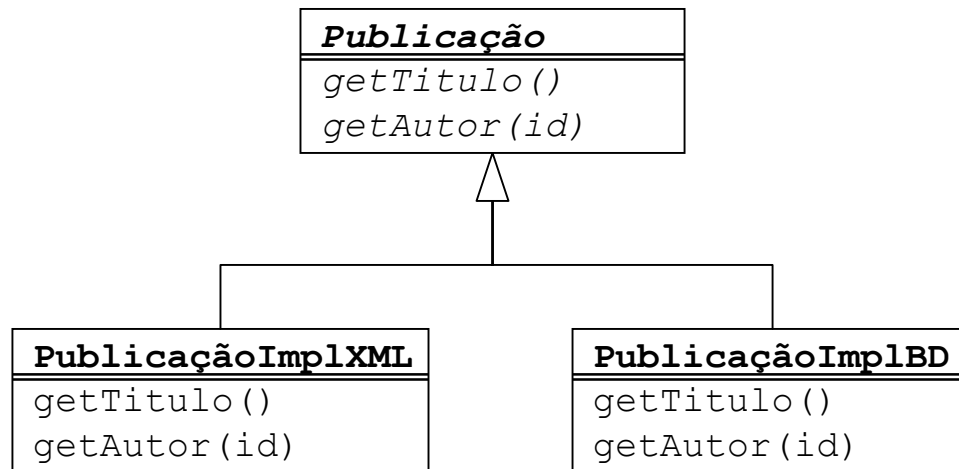 Publicação
getTitulo()
getAutor(id)
PublicaçãoImplXML
getTitulo()
getAutor(id)
PublicaçãoImplBD
getTitulo()
getAutor(id)